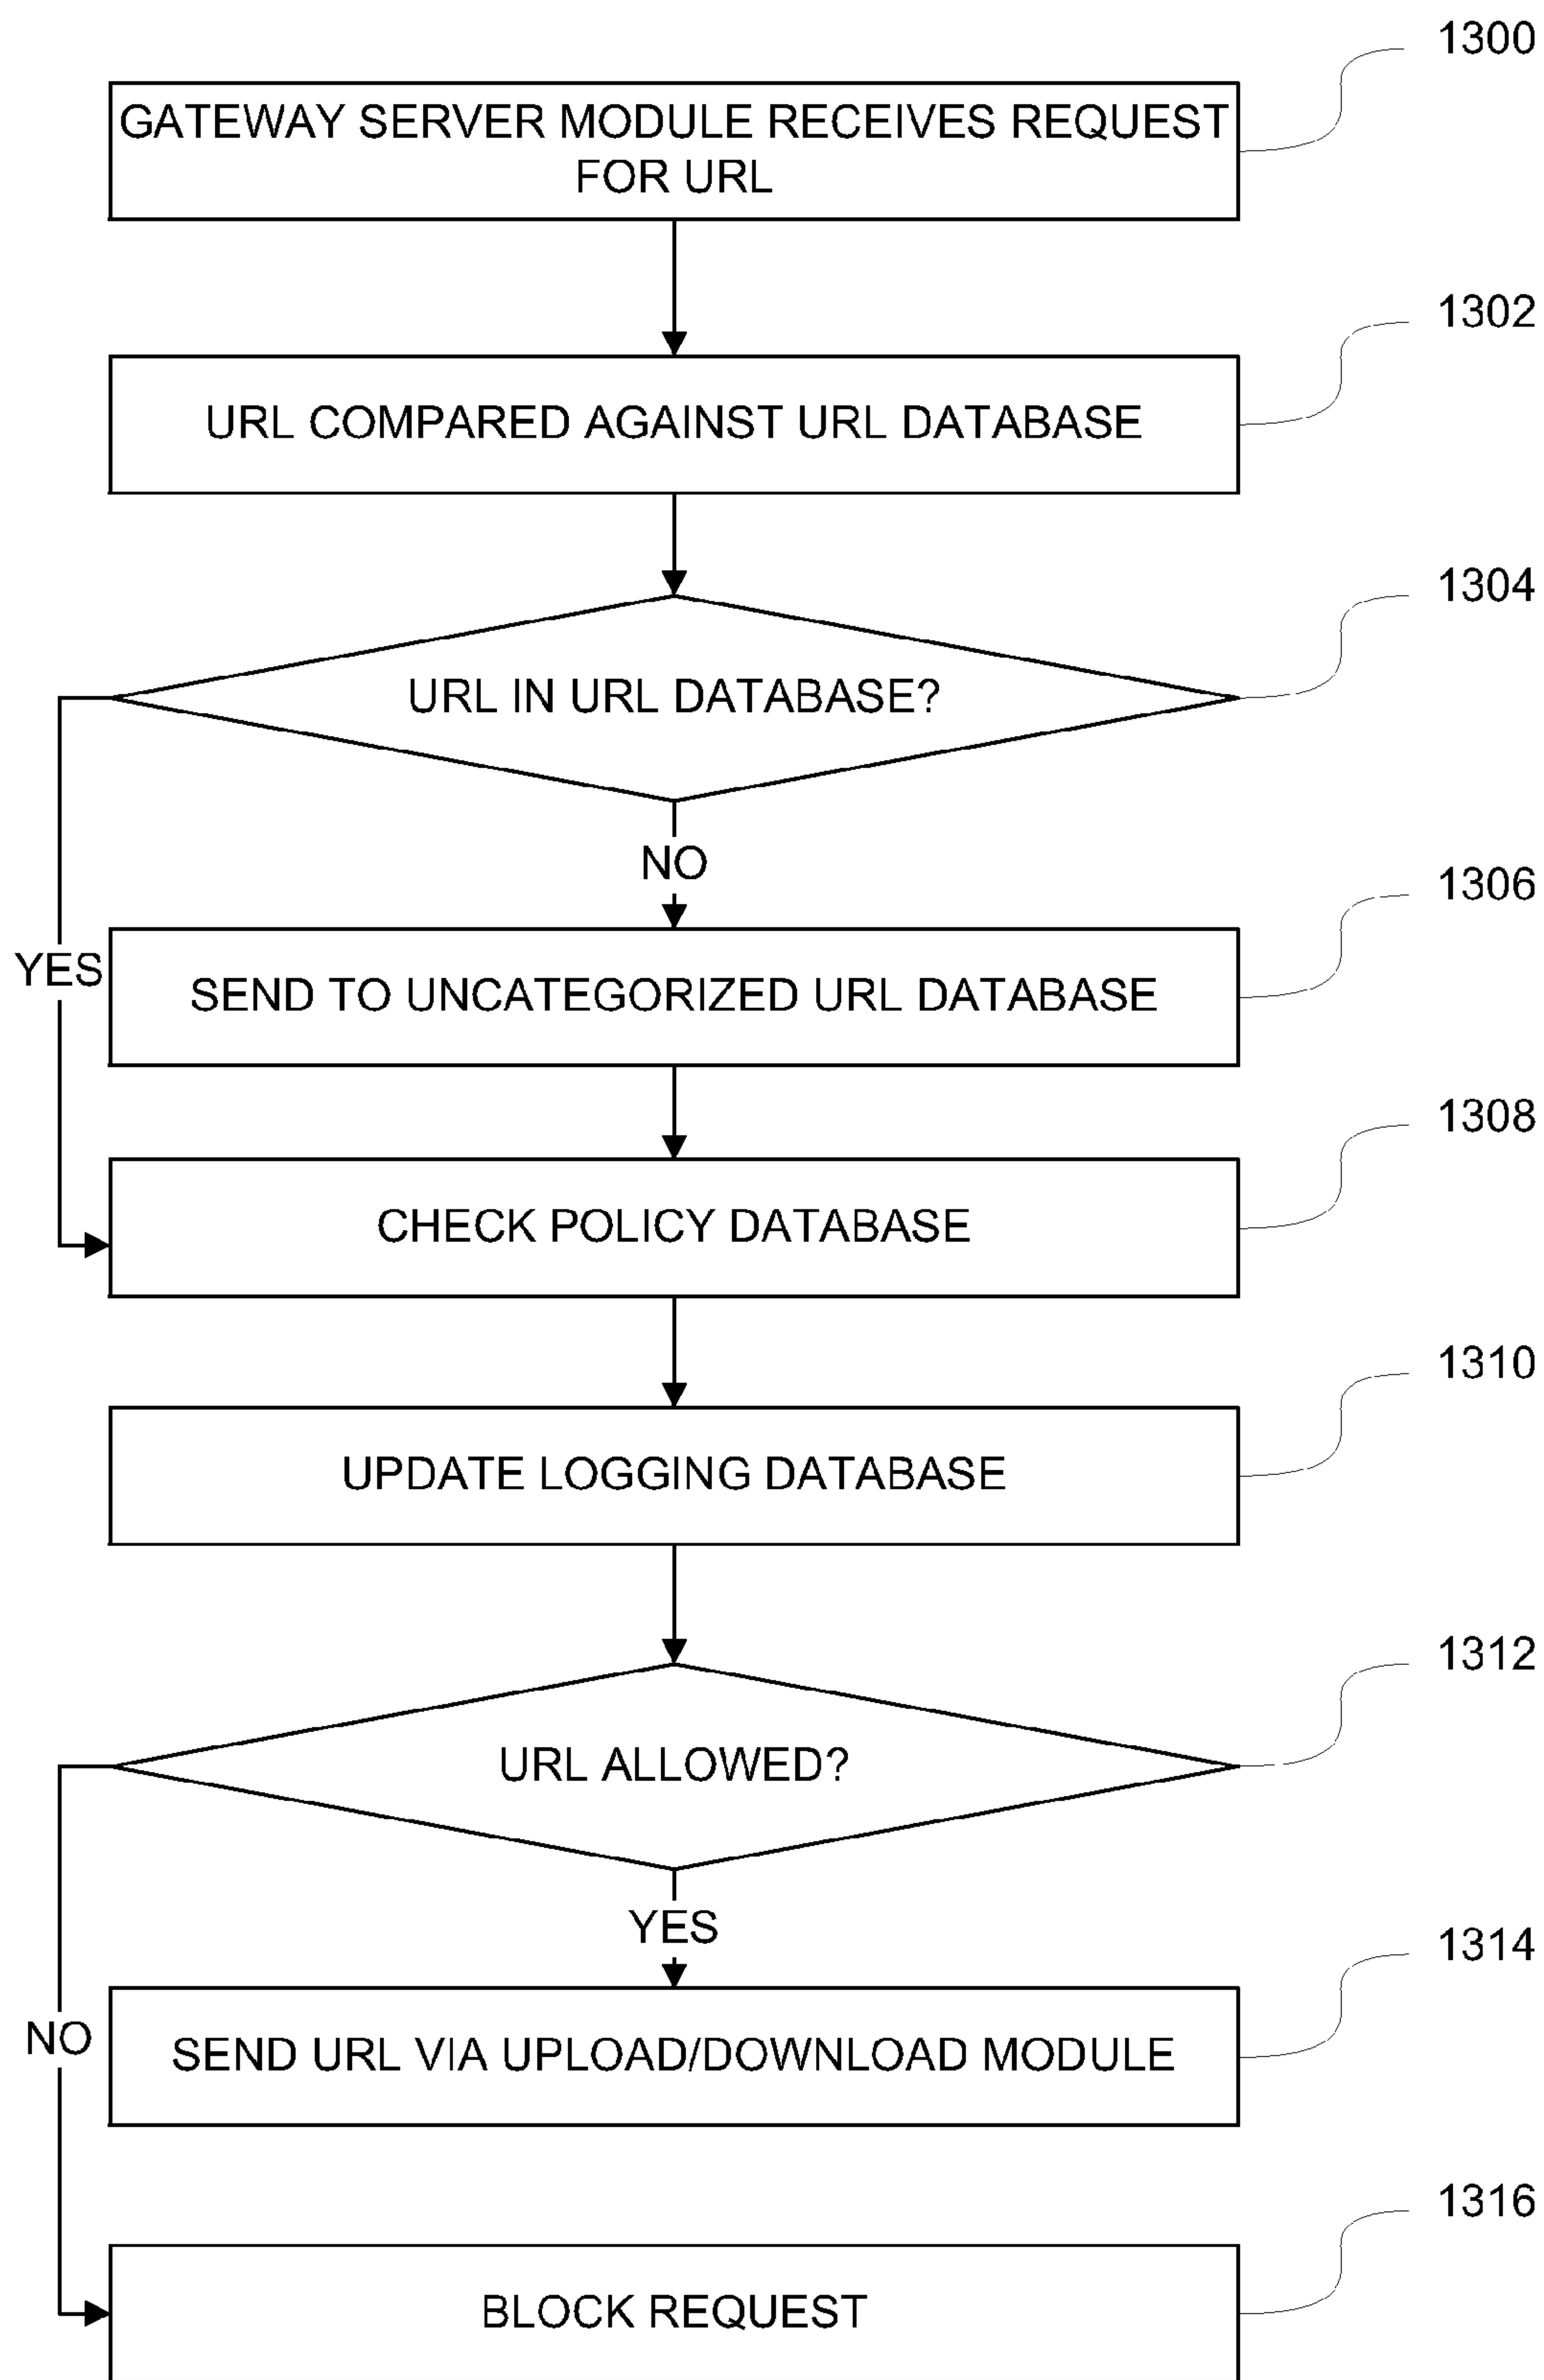 1300
GATEWAY SERVER MODULE RECEIVES REQUEST
FOR URL
1302
URL COMPARED AGAINST URL DATABASE
1304
URL IN URL DATABASE?
NO
1306
YES
SEND TO UNCATEGORIZED URL DATABASE
1308
CHECK POLICY DATABASE
1310
UPDATE LOGGING DATABASE
1312
URL ALLOWED?
YES
1314
NO
SEND URL VIA UPLOAD/DOWNLOAD MODULE
1316
BLOCK REQUEST